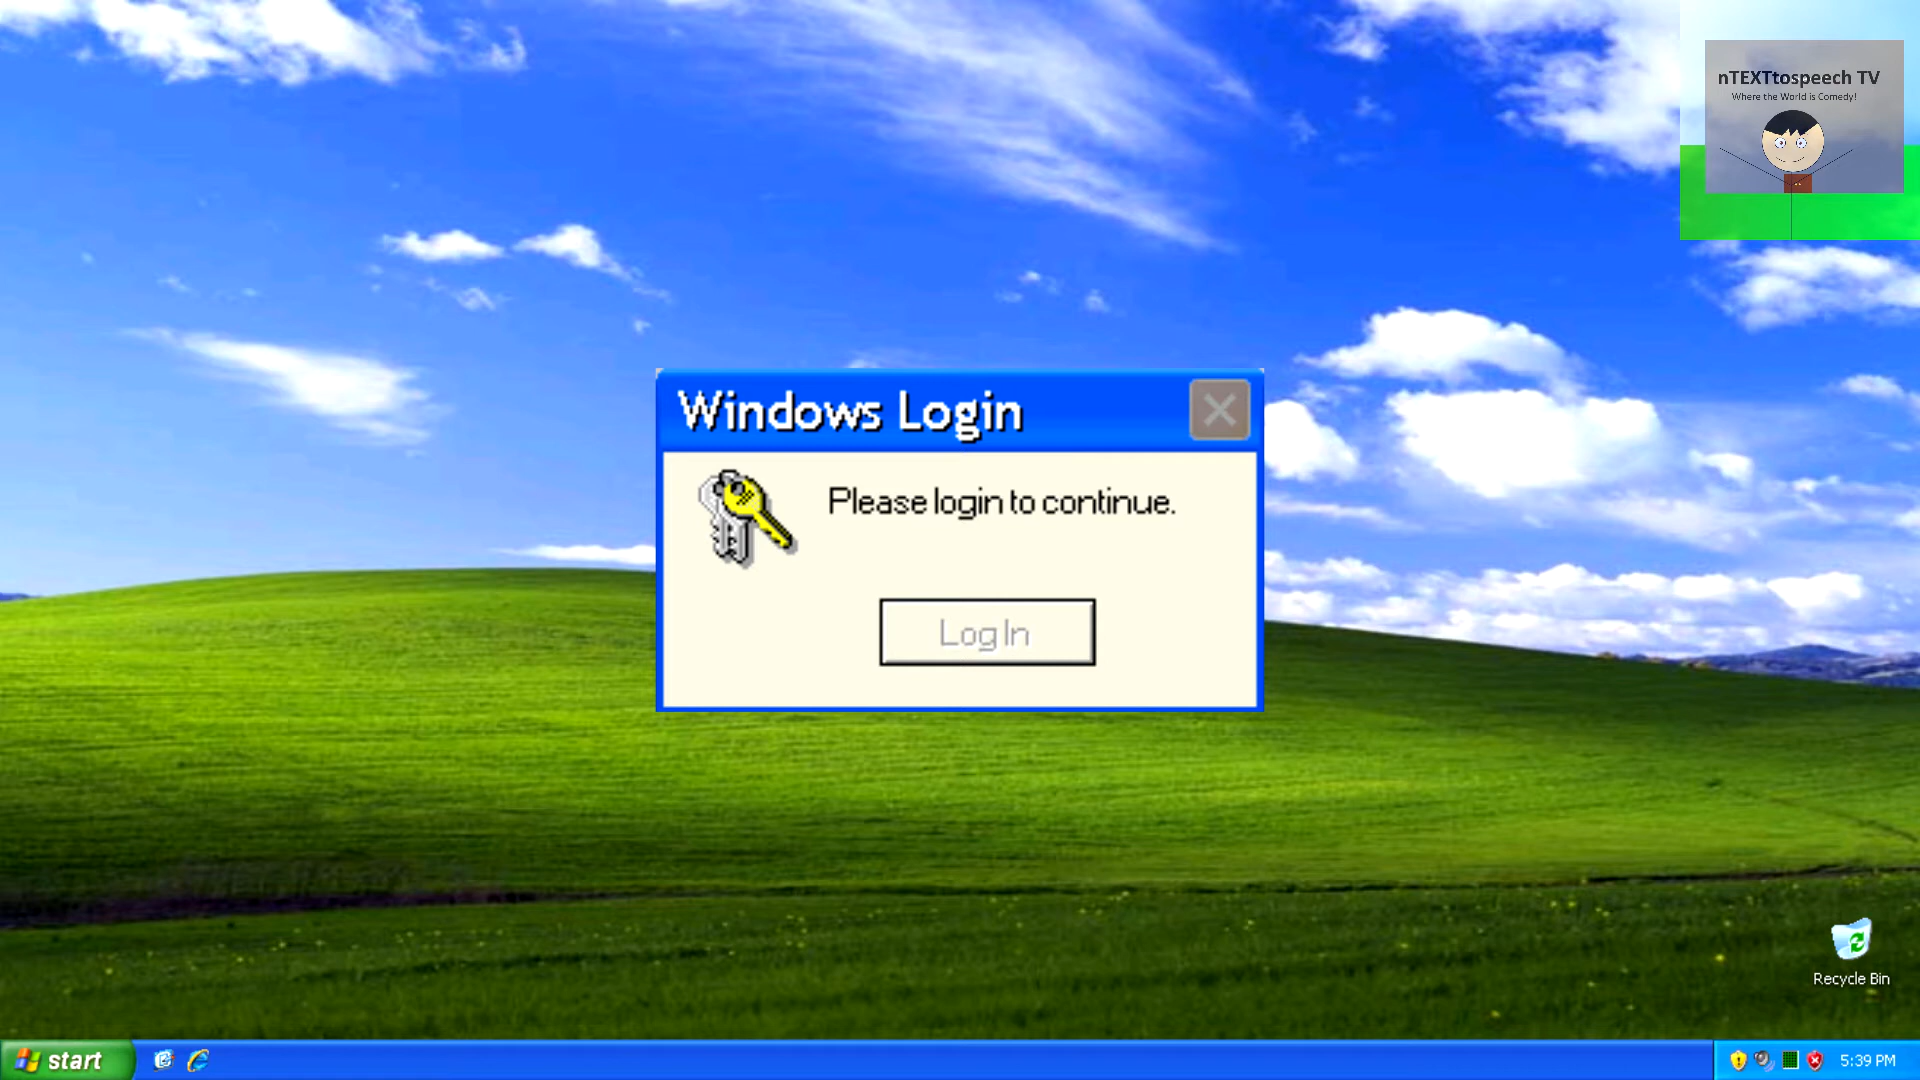 nTEXTtospeech TV
Where the World is Comedy!
Windows Login
Please login to continue.
Log In
Recycle Bin
start
5:39 PM